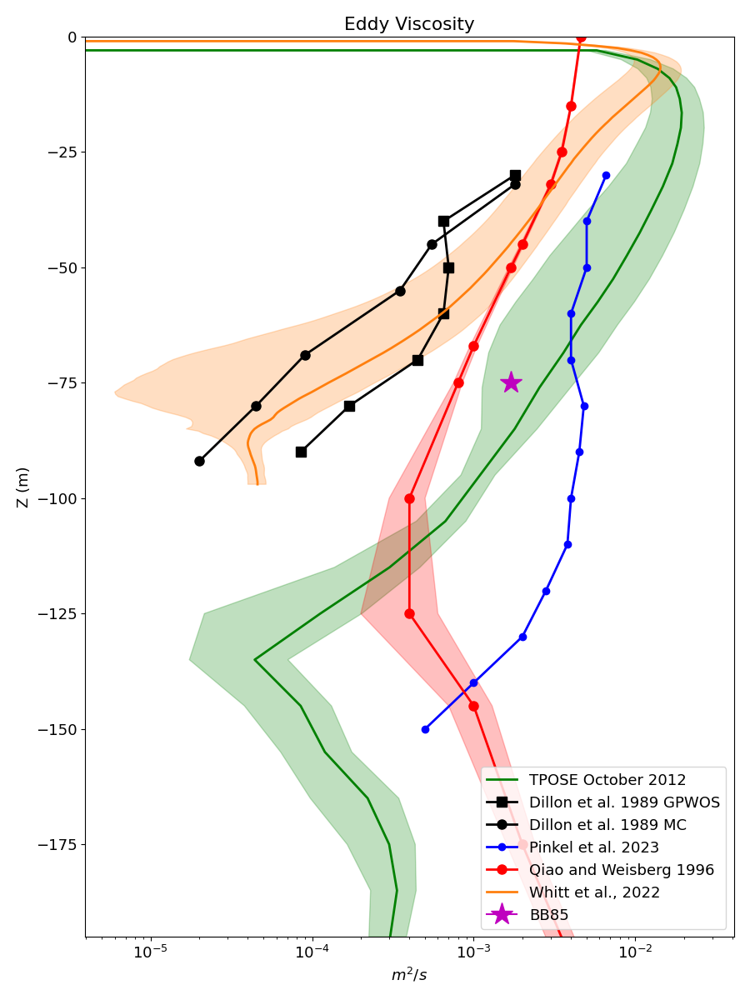 Eddy Viscosity
0
−25
−50
−75
−100
−125
−150
−175
Z (m)
10⁻⁵
10⁻⁴
10⁻³
10⁻²
m²/s
TPOSE October 2012
Dillon et al. 1989 GPWOS
Dillon et al. 1989 MC
Pinkel et al. 2023
Qiao and Weisberg 1996
Whitt et al., 2022
BB85